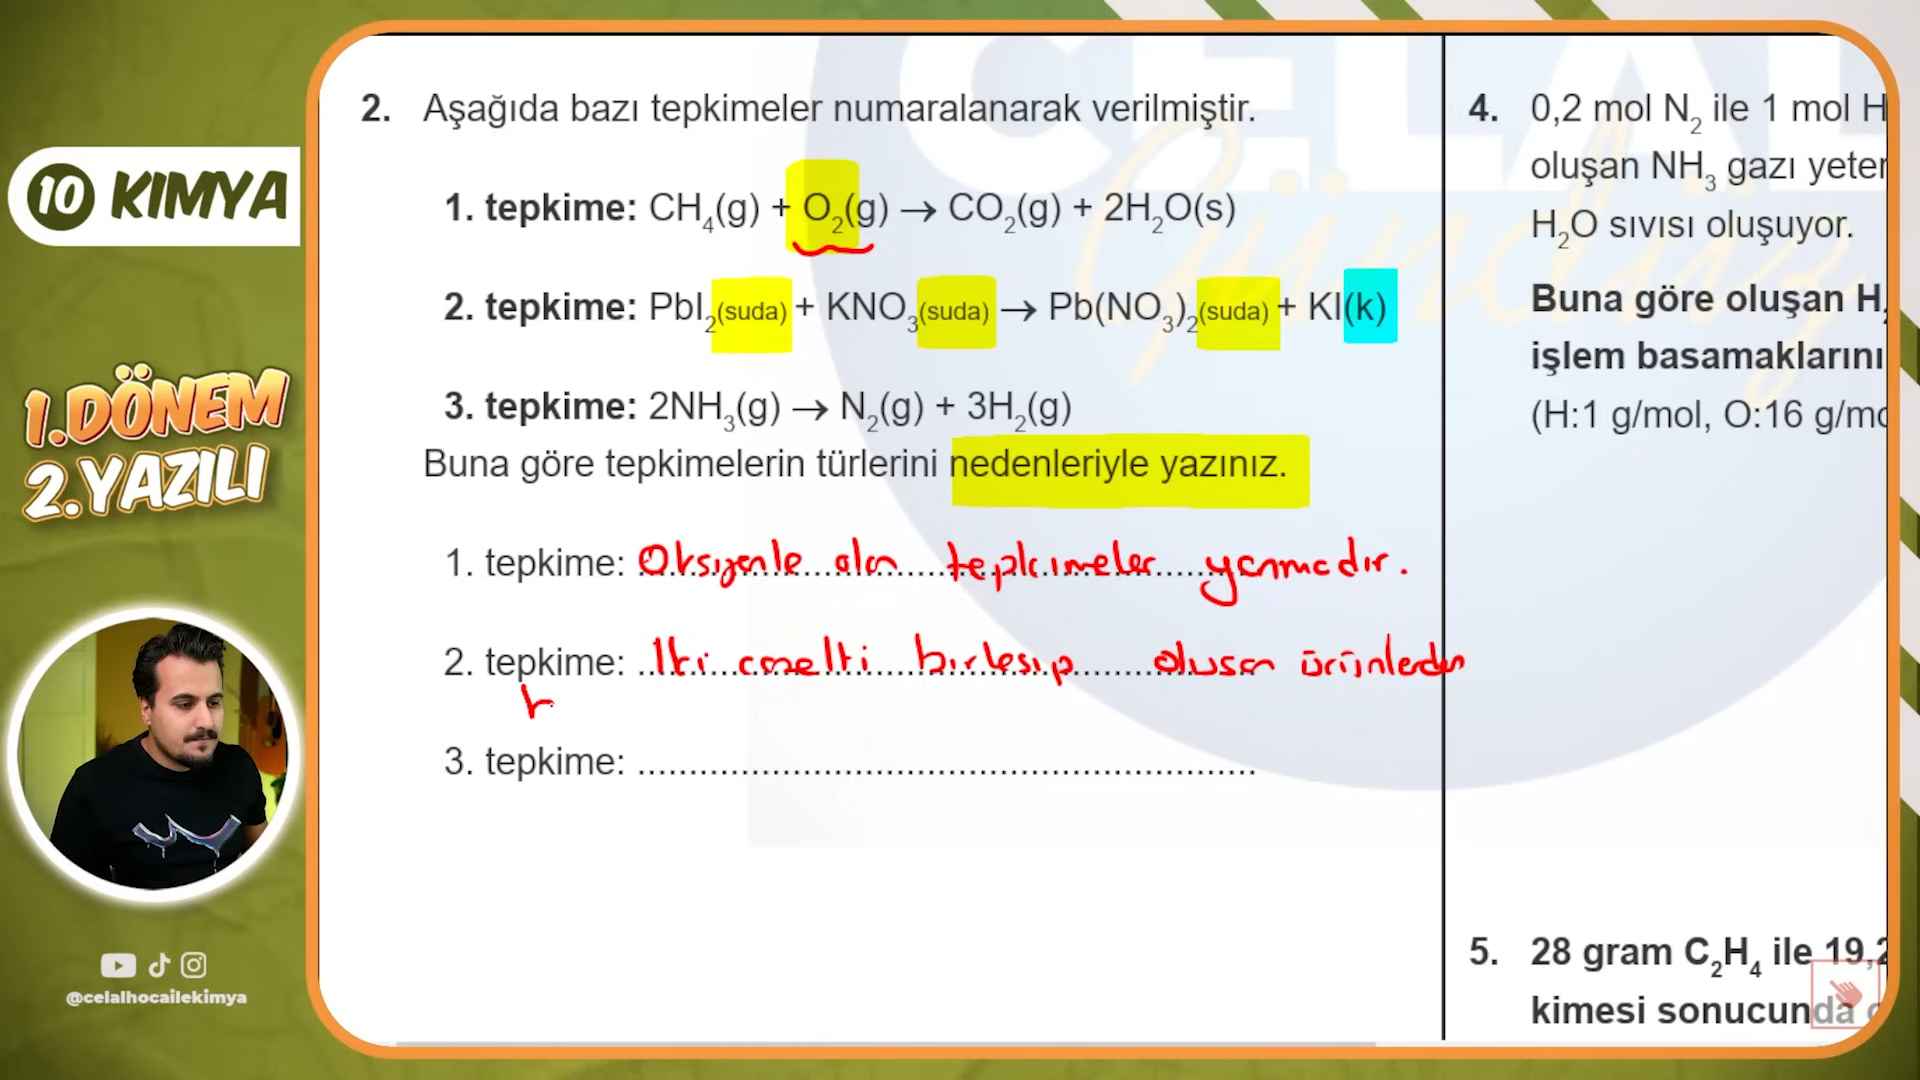 10 KIMYA
1.DÖNEM
2.YAZILI
@celalhocailekimya
CELAL
Gündüz
2. Aşağıda bazı tepkimeler numaralanarak verilmiştir.
1. tepkime: CH₄(g) + O₂(g) → CO₂(g) + 2H₂O(s)
2. tepkime: PbI₂(suda) + KNO₃(suda) → Pb(NO₃)₂(suda) + KI(k)
3. tepkime: 2NH₃(g) → N₂(g) + 3H₂(g)
Buna göre tepkimelerin türlerini nedenleriyle yazınız.
1. tepkime: Oksijenle olan tepkimeler yanmadır.
2. tepkime: İki çözelti birleşip oluşan ürünlerden
3. tepkime:
4. 0,2 mol N₂ ile 1 mol H
oluşan NH₃ gazı yeter
H₂O sıvısı oluşuyor.
Buna göre oluşan H
işlem basamaklarını
(H:1 g/mol, O:16 g/mo
5. 28 gram C₂H₄ ile 19,2
kimesi sonucunda